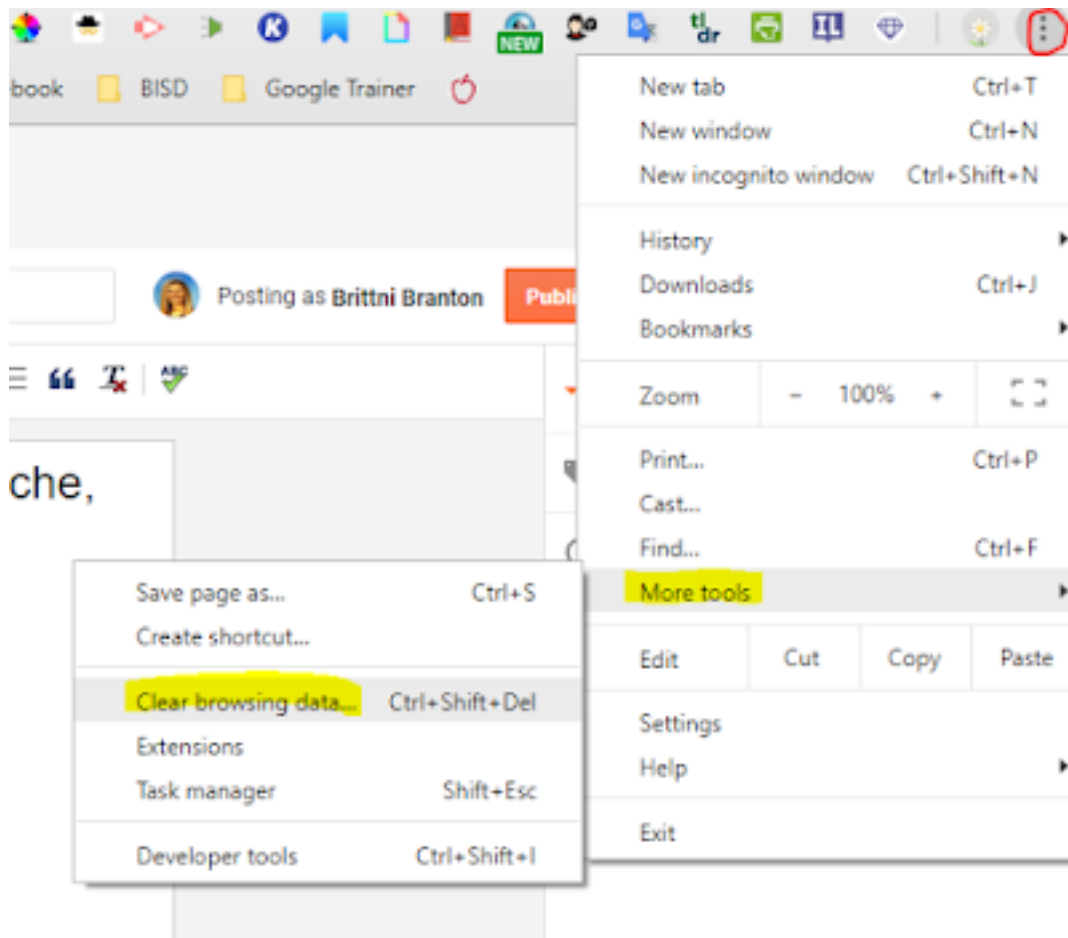 NEW
tl
dr
IL
K
book BISD Google Trainer
New tab Ctrl+T
New window Ctrl+N
New incognito window Ctrl+Shift+N
History
Downloads Ctrl+J
Bookmarks
Posting as Brittni Branton Publi
Zoom - 100% +
ABC
Print... Ctrl+P
Cast...
Find... Ctrl+F
More tools
che,
Edit Cut Copy Paste
Settings
Help
Exit
Save page as... Ctrl+S
Create shortcut...
Clear browsing data... Ctrl+Shift+Del
Extensions
Task manager Shift+Esc
Developer tools Ctrl+Shift+I